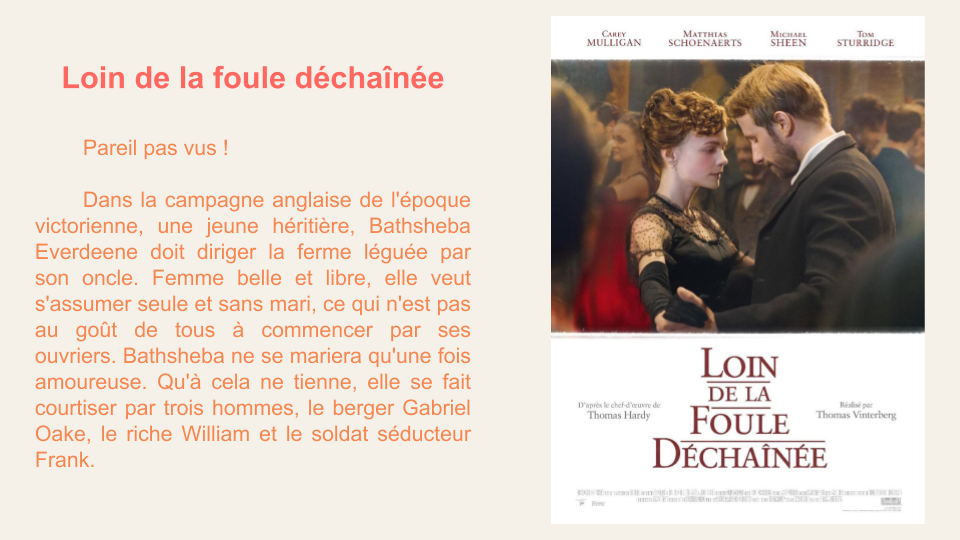 Loin de la foule déchaînée
Pareil pas vus !
Dans la campagne anglaise de l'époque
victorienne, une jeune héritière, Bathsheba
Everdeene doit diriger la ferme léguée par
son oncle. Femme belle et libre, elle veut
s'assumer seule et sans mari, ce qui n'est pas
au goût de tous à commencer par ses
ouvriers. Bathsheba ne se mariera qu'une fois
amoureuse. Qu'à cela ne tienne, elle se fait
courtiser par trois hommes, le berger Gabriel
Oake, le riche William et le soldat séducteur
Frank.
CAREY MULLIGAN
MATTHIAS SCHOENAERTS
MICHAEL SHEEN
TOM STURRIDGE
LOIN
DE LA
FOULE
DÉCHAÎNÉE
D'après le chef-d'œuvre de
Thomas Hardy
Réalisé par
Thomas Vinterberg